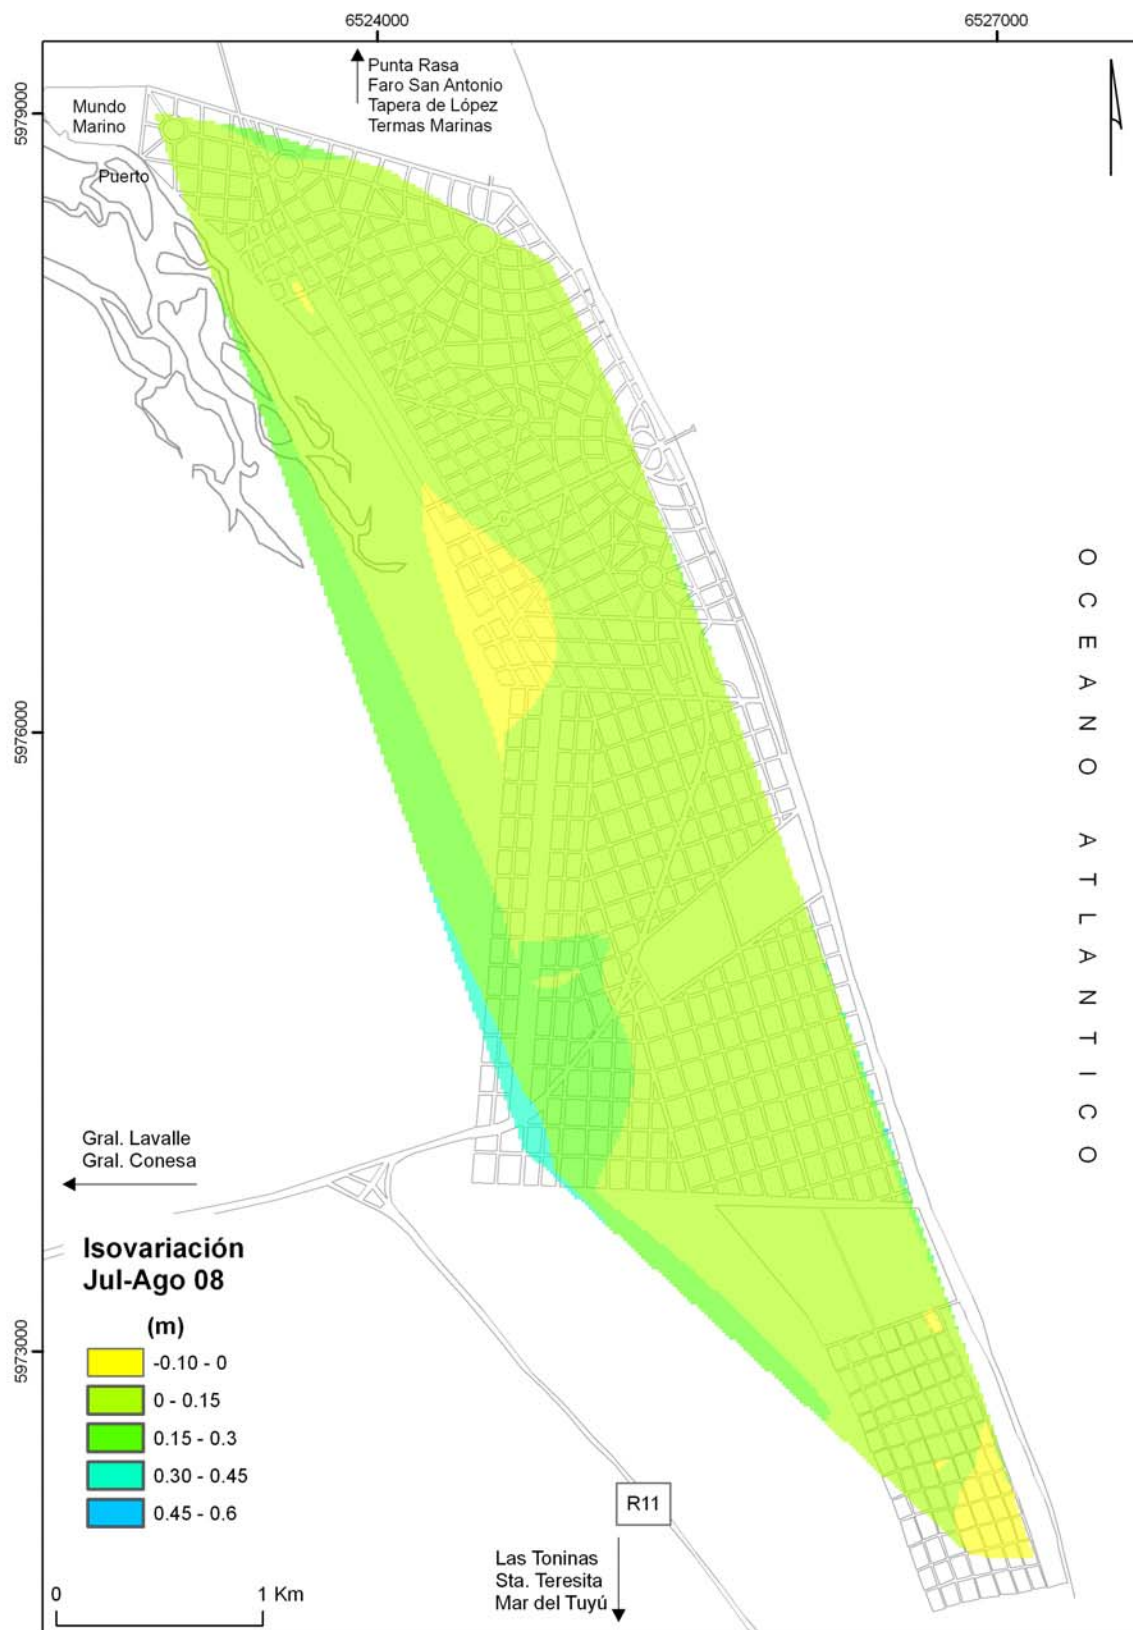 6524000
6527000
5979000
5976000
5973000
Mundo
Marino
Puerto
Punta Rasa
Faro San Antonio
Tapera de López
Termas Marinas
OCEANO ATLANTICO
Gral. Lavalle
Gral. Conesa
Isovariación
Jul-Ago 08
(m)
-0.10 - 0
0 - 0.15
0.15 - 0.3
0.30 - 0.45
0.45 - 0.6
R11
Las Toninas
Sta. Teresita
Mar del Tuyú
0 1 Km